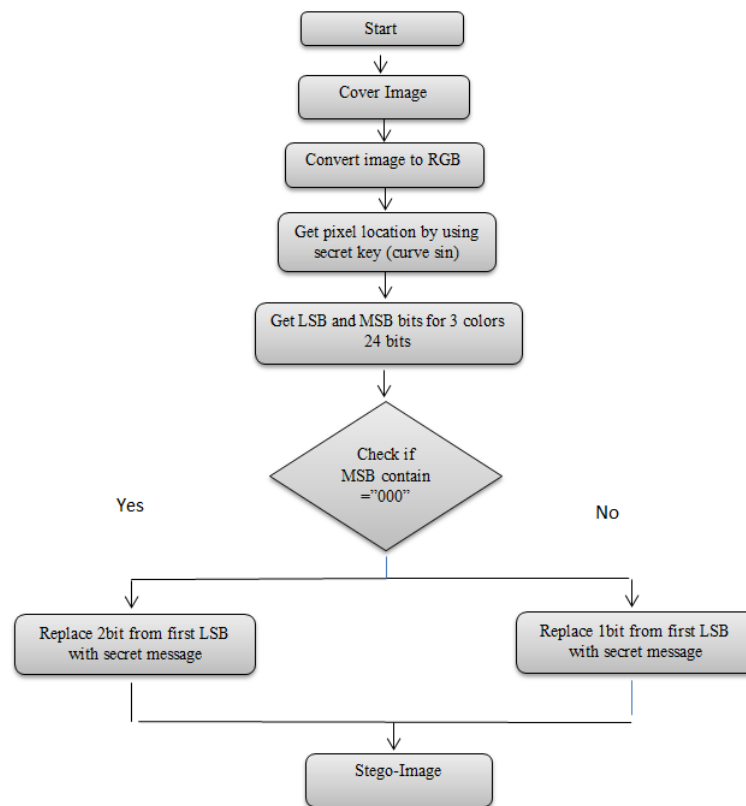 Start
Cover Image
Convert image to RGB
Get pixel location by using
secret key (curve sin)
Get LSB and MSB bits for 3 colors
24 bits
Check if
MSB contain
=”000”
Yes
No
Replace 2bit from first LSB
with secret message
Replace 1bit from first LSB
with secret message
Stego-Image